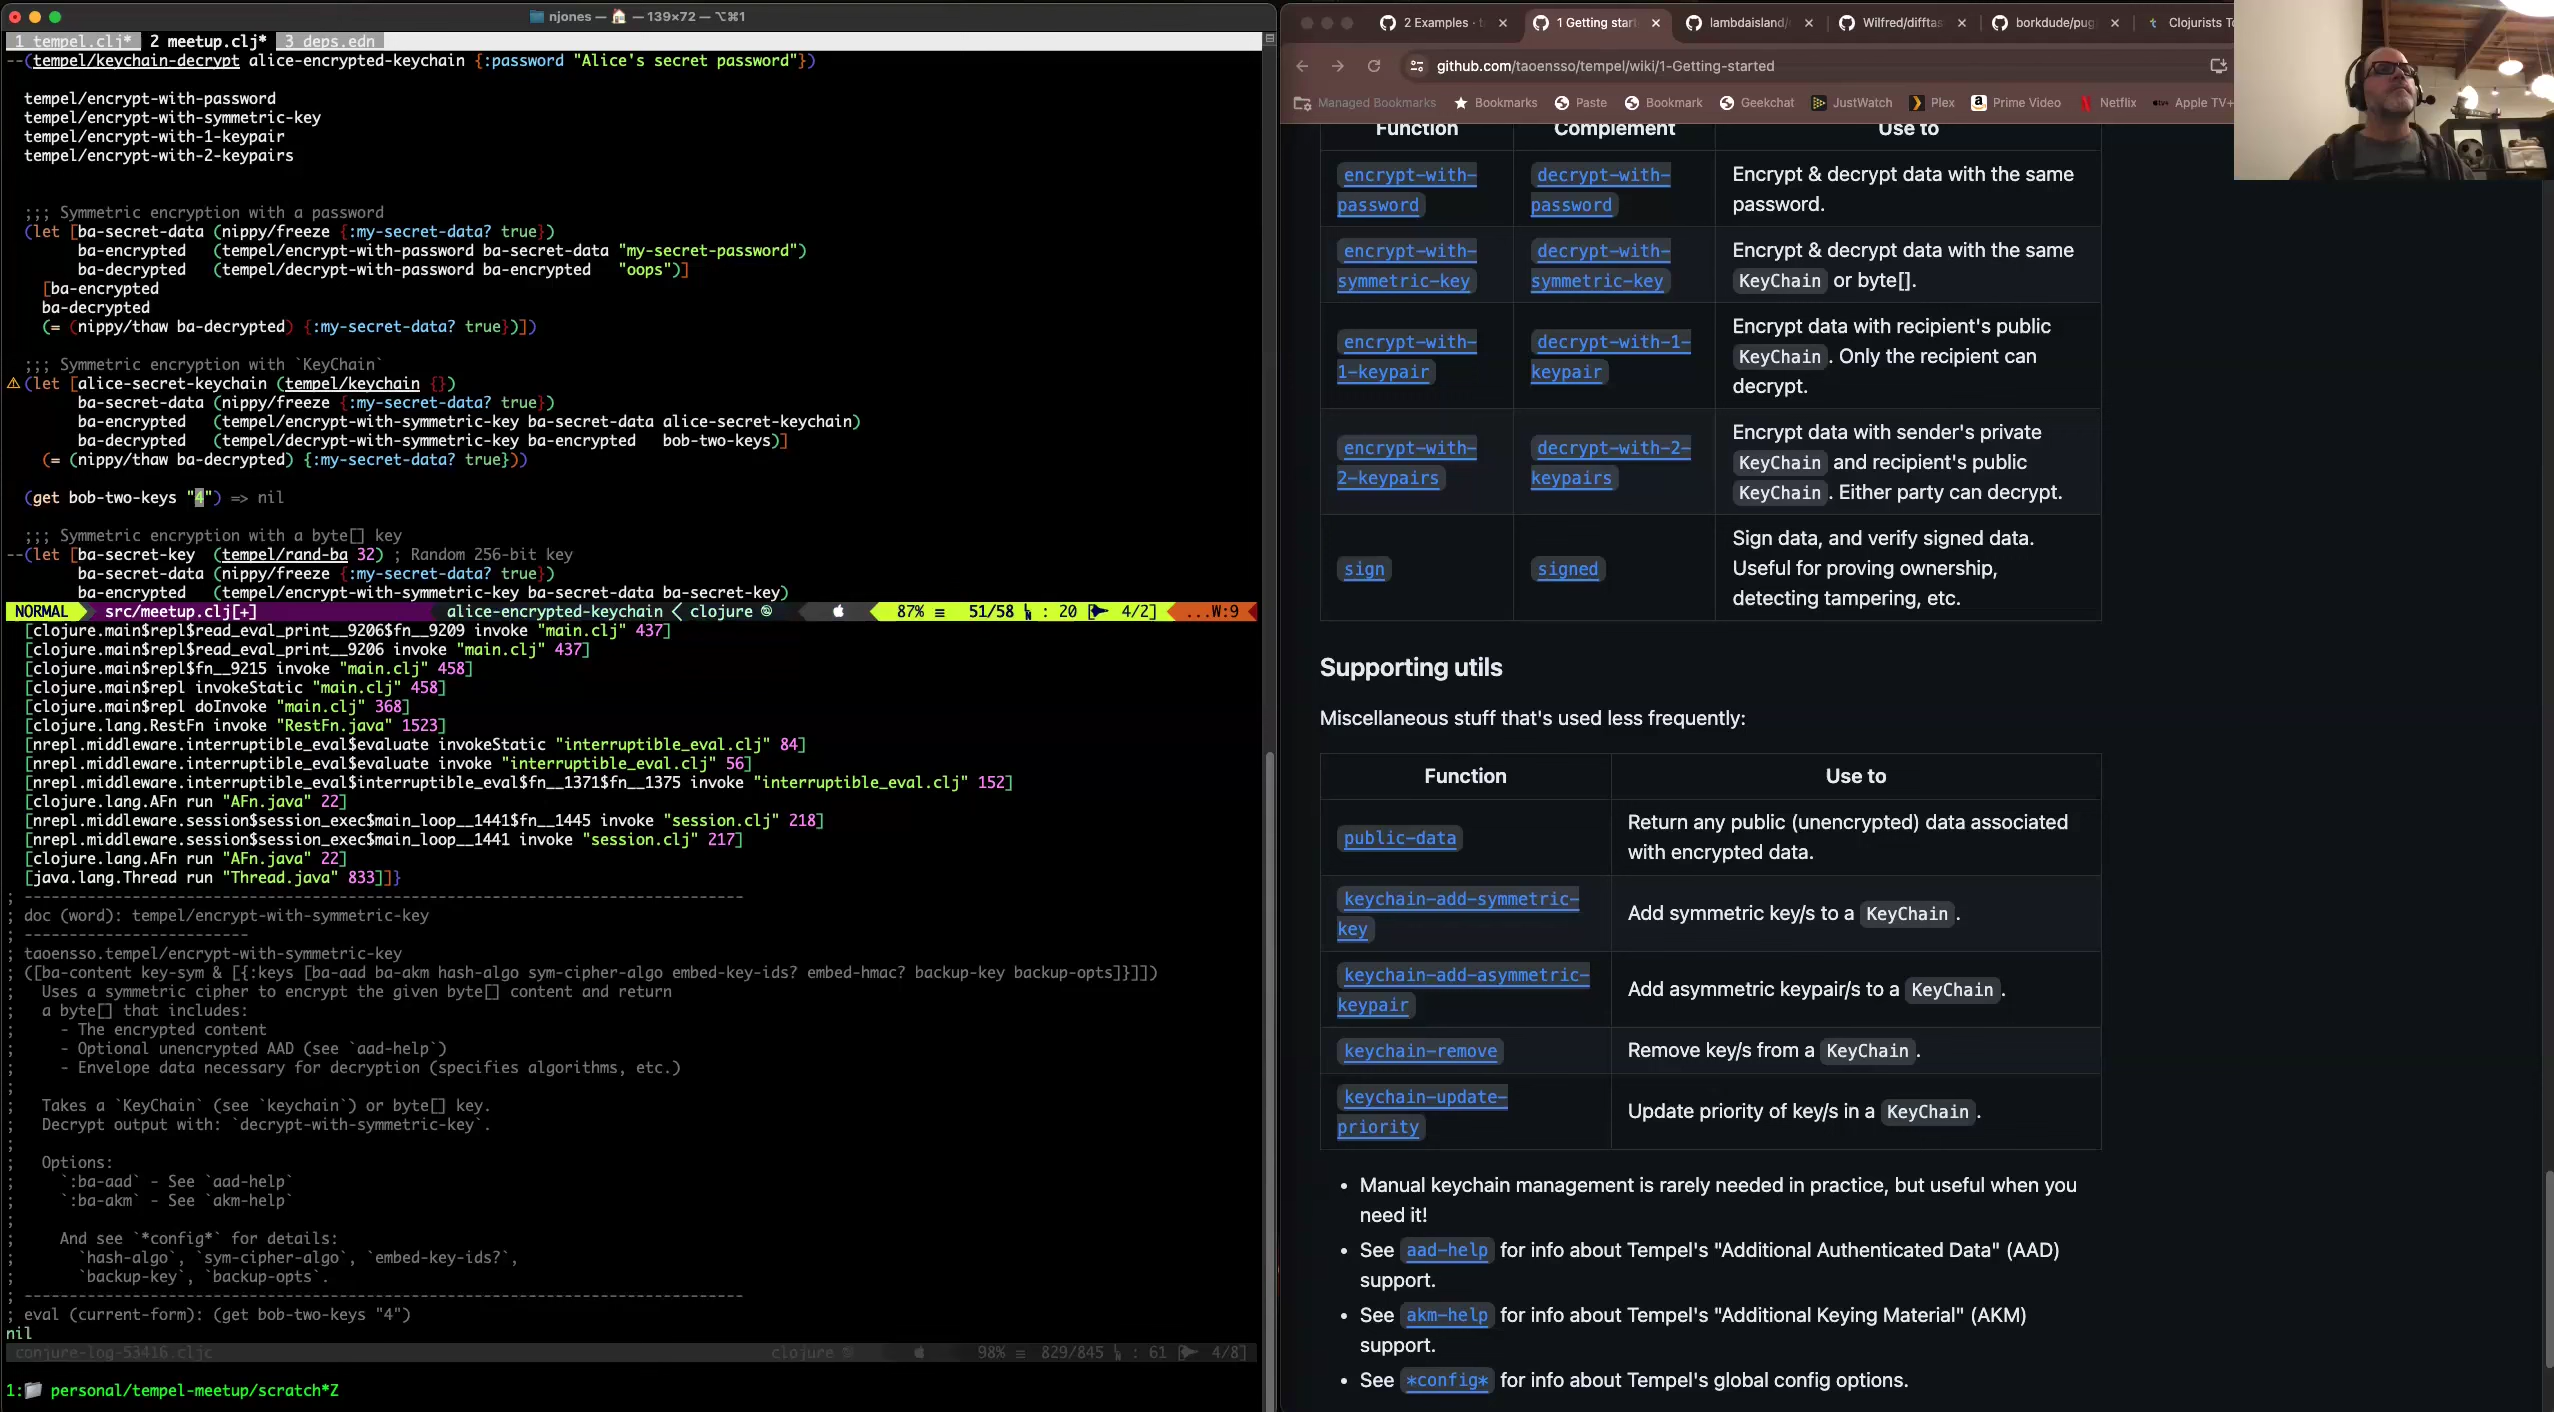 njones — 🏠 — 139×72 — ⌥⌘1
1 tempel.clj* 2 meetup.clj* 3 deps.edn
--(tempel/keychain-decrypt alice-encrypted-keychain {:password "Alice's secret password"})
tempel/encrypt-with-password
tempel/encrypt-with-symmetric-key
tempel/encrypt-with-1-keypair
tempel/encrypt-with-2-keypairs
;;; Symmetric encryption with a password
(let [ba-secret-data (nippy/freeze {:my-secret-data? true})
ba-encrypted (tempel/encrypt-with-password ba-secret-data "my-secret-password")
ba-decrypted (tempel/decrypt-with-password ba-encrypted "oops")]
[ba-encrypted
ba-decrypted
(= (nippy/thaw ba-decrypted) {:my-secret-data? true})])
;;; Symmetric encryption with `KeyChain`
⚠(let [alice-secret-keychain (tempel/keychain {})
ba-secret-data (nippy/freeze {:my-secret-data? true})
ba-encrypted (tempel/encrypt-with-symmetric-key ba-secret-data alice-secret-keychain)
ba-decrypted (tempel/decrypt-with-symmetric-key ba-encrypted bob-two-keys)]
(= (nippy/thaw ba-decrypted) {:my-secret-data? true}))
(get bob-two-keys "4") => nil
;;; Symmetric encryption with a byte[] key
--(let [ba-secret-key (tempel/rand-ba 32) ; Random 256-bit key
ba-secret-data (nippy/freeze {:my-secret-data? true})
ba-encrypted (tempel/encrypt-with-symmetric-key ba-secret-data ba-secret-key)
NORMAL src/meetup.clj[+] alice-encrypted-keychain < clojure 87% ≡ 51/58 : 20 4/2] ...W:9
[clojure.main$repl$read_eval_print__9206$fn__9209 invoke "main.clj" 437]
[clojure.main$repl$read_eval_print__9206 invoke "main.clj" 437]
[clojure.main$repl$fn__9215 invoke "main.clj" 458]
[clojure.main$repl invokeStatic "main.clj" 458]
[clojure.main$repl doInvoke "main.clj" 368]
[clojure.lang.RestFn invoke "RestFn.java" 1523]
[nrepl.middleware.interruptible_eval$evaluate invokeStatic "interruptible_eval.clj" 84]
[nrepl.middleware.interruptible_eval$evaluate invoke "interruptible_eval.clj" 56]
[nrepl.middleware.interruptible_eval$interruptible_eval$fn__1371$fn__1375 invoke "interruptible_eval.clj" 152]
[clojure.lang.AFn run "AFn.java" 22]
[nrepl.middleware.session$session_exec$main_loop__1441$fn__1445 invoke "session.clj" 218]
[nrepl.middleware.session$session_exec$main_loop__1441 invoke "session.clj" 217]
[clojure.lang.AFn run "AFn.java" 22]
[java.lang.Thread run "Thread.java" 833]]}
; --------------------------------------------------------------------------------
; doc (word): tempel/encrypt-with-symmetric-key
; -------------------------
; taoensso.tempel/encrypt-with-symmetric-key
; ([ba-content key-sym & [{:keys [ba-aad ba-akm hash-algo sym-cipher-algo embed-key-ids? embed-hmac? backup-key backup-opts]}]])
; Uses a symmetric cipher to encrypt the given byte[] content and return
; a byte[] that includes:
; - The encrypted content
; - Optional unencrypted AAD (see `aad-help`)
; - Envelope data necessary for decryption (specifies algorithms, etc.)
;
; Takes a `KeyChain` (see `keychain`) or byte[] key.
; Decrypt output with: `decrypt-with-symmetric-key`.
;
; Options:
; `:ba-aad` - See `aad-help`
; `:ba-akm` - See `akm-help`
;
; And see `*config*` for details:
; `hash-algo`, `sym-cipher-algo`, `embed-key-ids?`,
; `backup-key`, `backup-opts`.
; --------------------------------------------------------------------------------
; eval (current-form): (get bob-two-keys "4")
nil
conjure-log-53416.cljc clojure 98% ≡ 829/845 : 61 4/8]
1: personal/tempel-meetup/scratch*Z
2 Examples · t
1 Getting star
lambdaisland/
Wilfred/difftas
borkdude/pug
Clojurists To
github.com/taoensso/tempel/wiki/1-Getting-started
Managed Bookmarks Bookmarks Paste Bookmark Geekchat JustWatch Plex Prime Video Netflix Apple TV+
Function Complement Use to
encrypt-with-password decrypt-with-password Encrypt & decrypt data with the same
password.
encrypt-with-symmetric-key decrypt-with-symmetric-key Encrypt & decrypt data with the same
KeyChain or byte[].
encrypt-with-1-keypair decrypt-with-1-keypair Encrypt data with recipient's public
KeyChain. Only the recipient can
decrypt.
encrypt-with-2-keypairs decrypt-with-2-keypairs Encrypt data with sender's private
KeyChain and recipient's public
KeyChain. Either party can decrypt.
sign signed Sign data, and verify signed data.
Useful for proving ownership,
detecting tampering, etc.
Supporting utils
Miscellaneous stuff that's used less frequently:
Function Use to
public-data Return any public (unencrypted) data associated
with encrypted data.
keychain-add-symmetric-key Add symmetric key/s to a KeyChain.
keychain-add-asymmetric-keypair Add asymmetric keypair/s to a KeyChain.
keychain-remove Remove key/s from a KeyChain.
keychain-update-priority Update priority of key/s in a KeyChain.
• Manual keychain management is rarely needed in practice, but useful when you
need it!
• See aad-help for info about Tempel's "Additional Authenticated Data" (AAD)
support.
• See akm-help for info about Tempel's "Additional Keying Material" (AKM)
support.
• See *config* for info about Tempel's global config options.